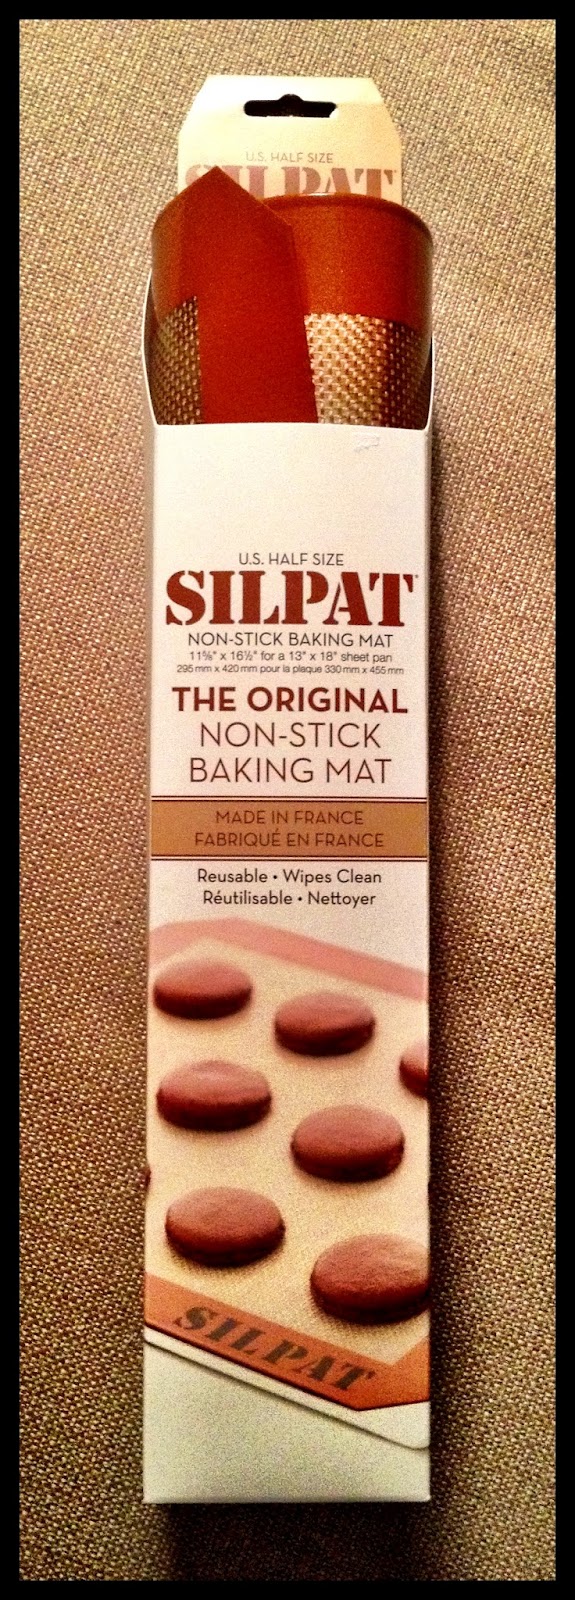 U.S. HALF SIZE
SILPAT
U.S. HALF SIZE
SILPAT®
NON-STICK BAKING MAT
11⅝" x 16½" for a 13" x 18" sheet pan
295 mm x 420 mm pour la plaque 330 mm x 455 mm
THE ORIGINAL
NON-STICK
BAKING MAT
MADE IN FRANCE
FABRIQUÉ EN FRANCE
Reusable • Wipes Clean
Réutilisable • Nettoyer
SILPAT